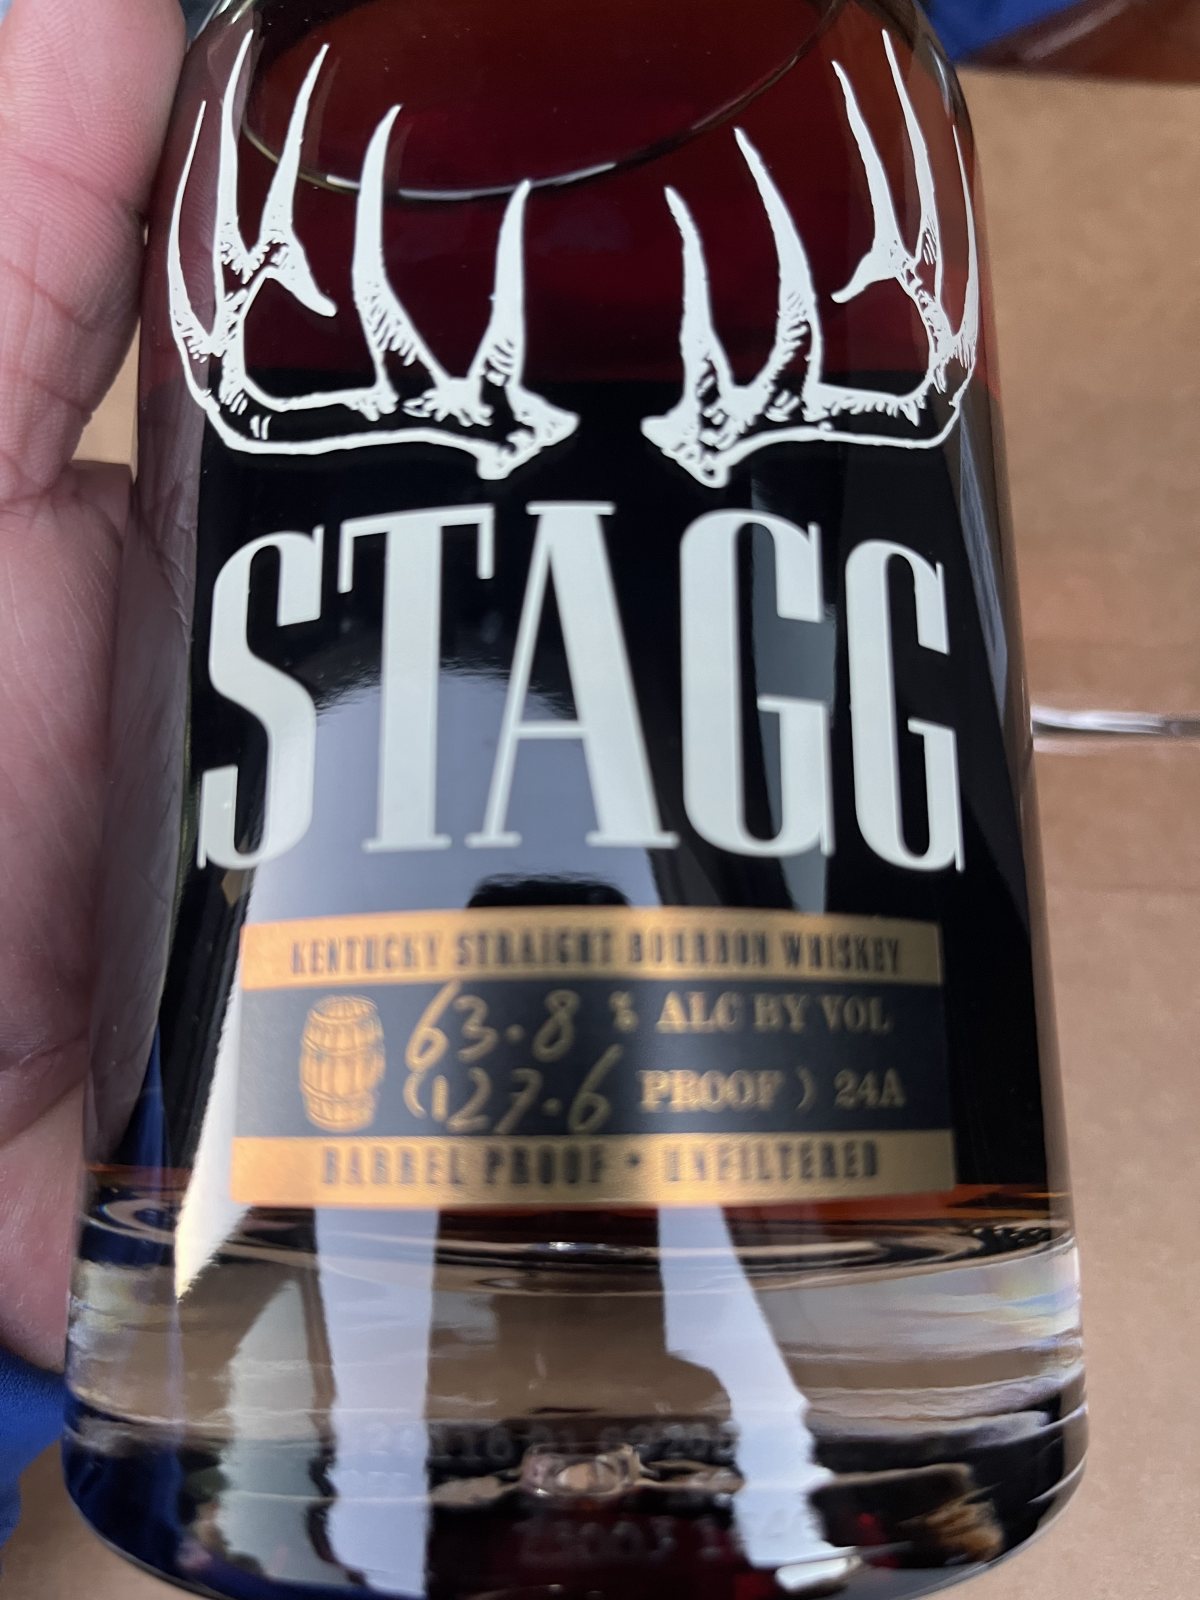 STAGG
KENTUCKY STRAIGHT BOURBON WHISKEY
63.8 % ALC BY VOL
(127.6 PROOF) 24A
BARREL PROOF • UNFILTERED